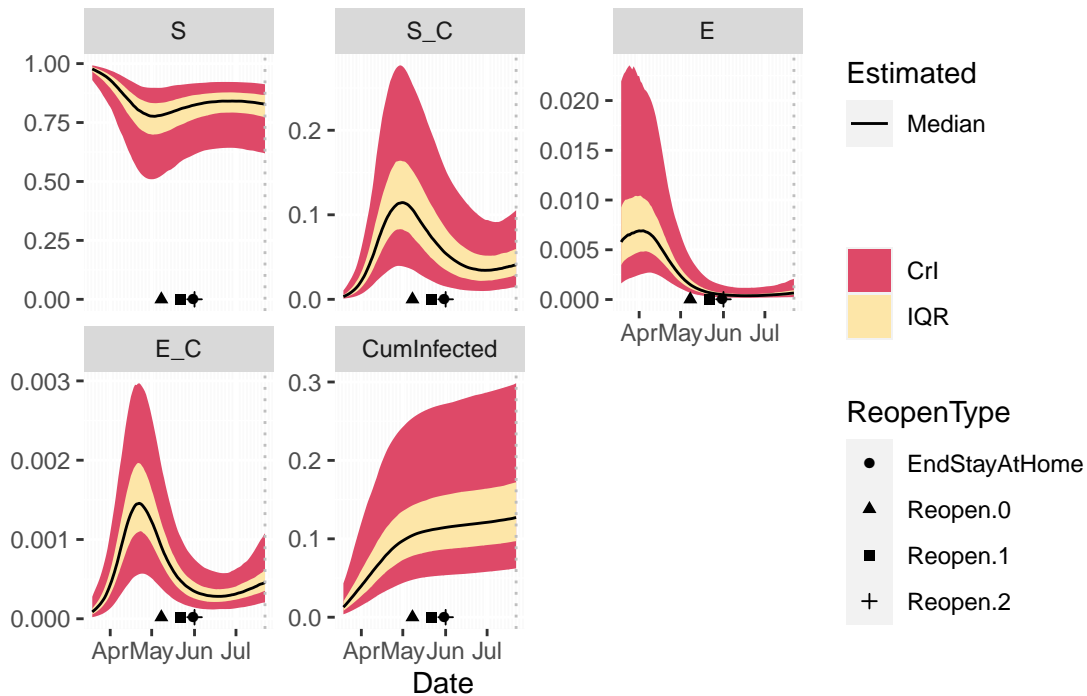 S
S_C
E
1.00
0.75
0.50
0.25
0.00
0.2
0.1
0.0
0.020
0.015
0.010
0.005
0.000
AprMayJun Jul
E_C
CumInfected
0.003
0.002
0.001
0.000
0.3
0.2
0.1
0.0
AprMayJun Jul
AprMayJun Jul
Date
Estimated
Median
CrI
IQR
ReopenType
EndStayAtHome
Reopen.0
Reopen.1
Reopen.2